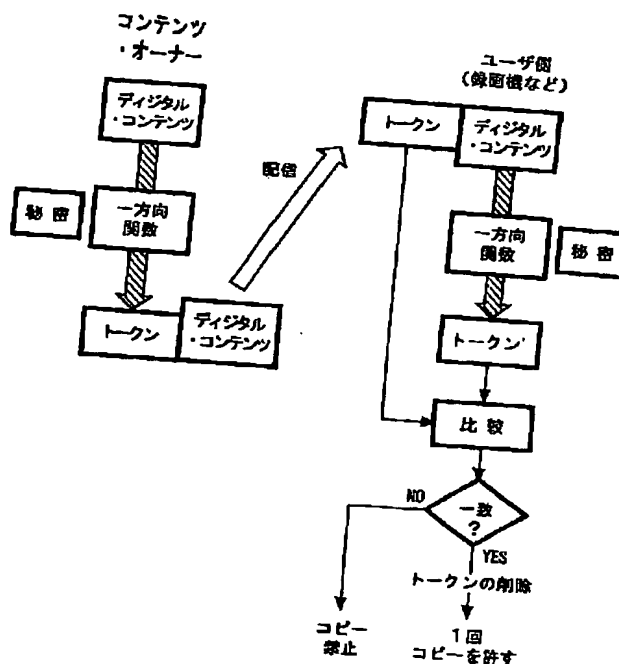 コンテンツ
・オーナー
ディジタル
・コンテンツ
秘密
一方向
関数
トークン
ディジタル
・コンテンツ
配信
ユーザ側
(録画機など)
トークン
ディジタル
・コンテンツ
一方向
関数
秘密
トークン'
比較
一致
?
NO
YES
トークンの削除
コピー
禁止
1回
コピーを許す